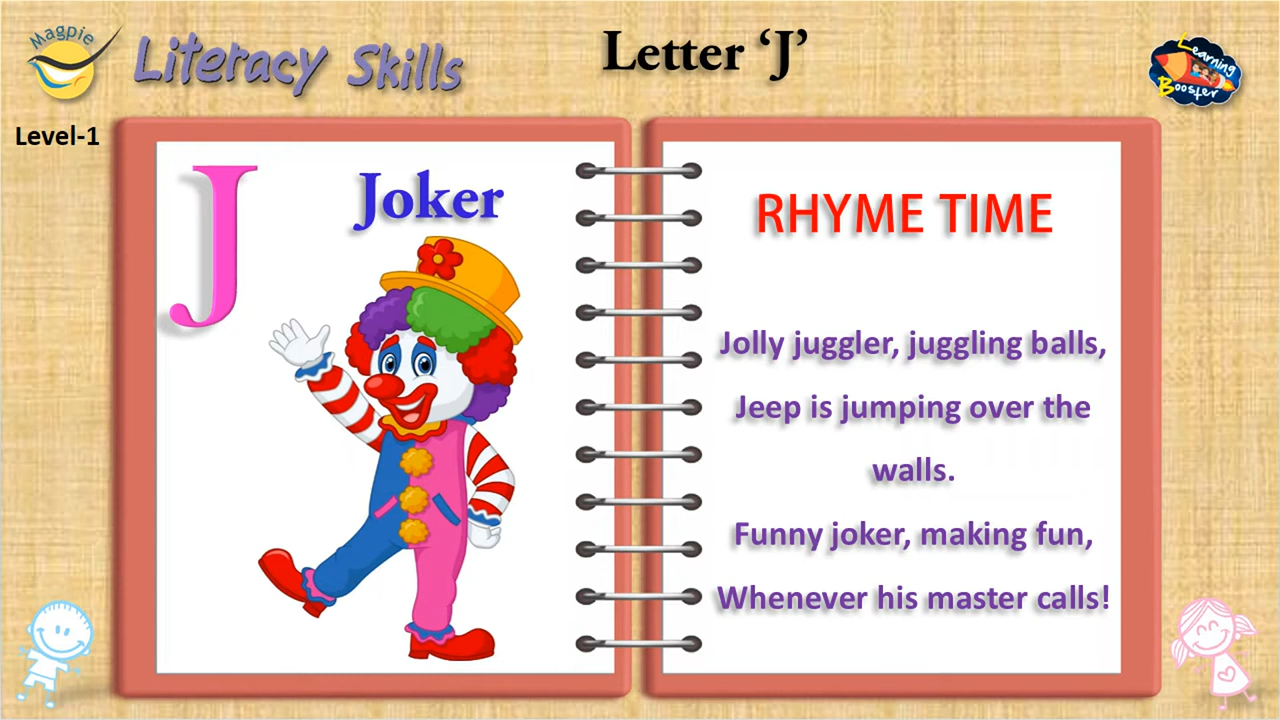 Magpie
Literacy Skills
Letter ‘J’
Learning
Booster
Level-1
J
Joker
RHYME TIME
Jolly juggler, juggling balls,
Jeep is jumping over the
walls.
Funny joker, making fun,
Whenever his master calls!